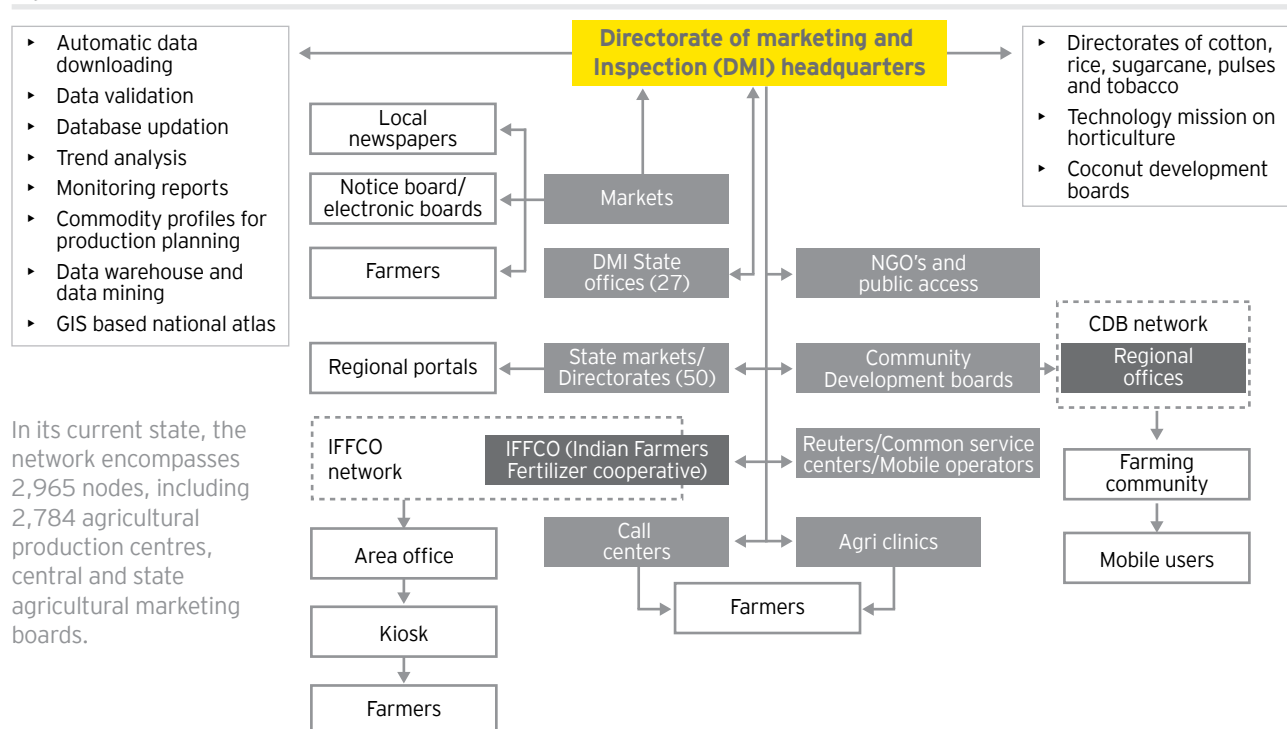 Directorate of marketing and
Inspection (DMI) headquarters
▸ Automatic data
downloading
▸ Data validation
▸ Database updation
▸ Trend analysis
▸ Monitoring reports
▸ Commodity profiles for
production planning
▸ Data warehouse and
data mining
▸ GIS based national atlas
▸ Directorates of cotton,
rice, sugarcane, pulses
and tobacco
▸ Technology mission on
horticulture
▸ Coconut development
boards
Local
newspapers
Notice board/
electronic boards
Farmers
Markets
DMI State
offices (27)
NGO's and
public access
Regional portals
State markets/
Directorates (50)
Community
Development boards
CDB network
Regional
offices
In its current state, the
network encompasses
2,965 nodes, including
2,784 agricultural
production centres,
central and state
agricultural marketing
boards.
IFFCO
network
IFFCO (Indian Farmers
Fertilizer cooperative)
Reuters/Common service
centers/Mobile operators
Farming
community
Mobile users
Area office
Kiosk
Farmers
Call
centers
Agri clinics
Farmers